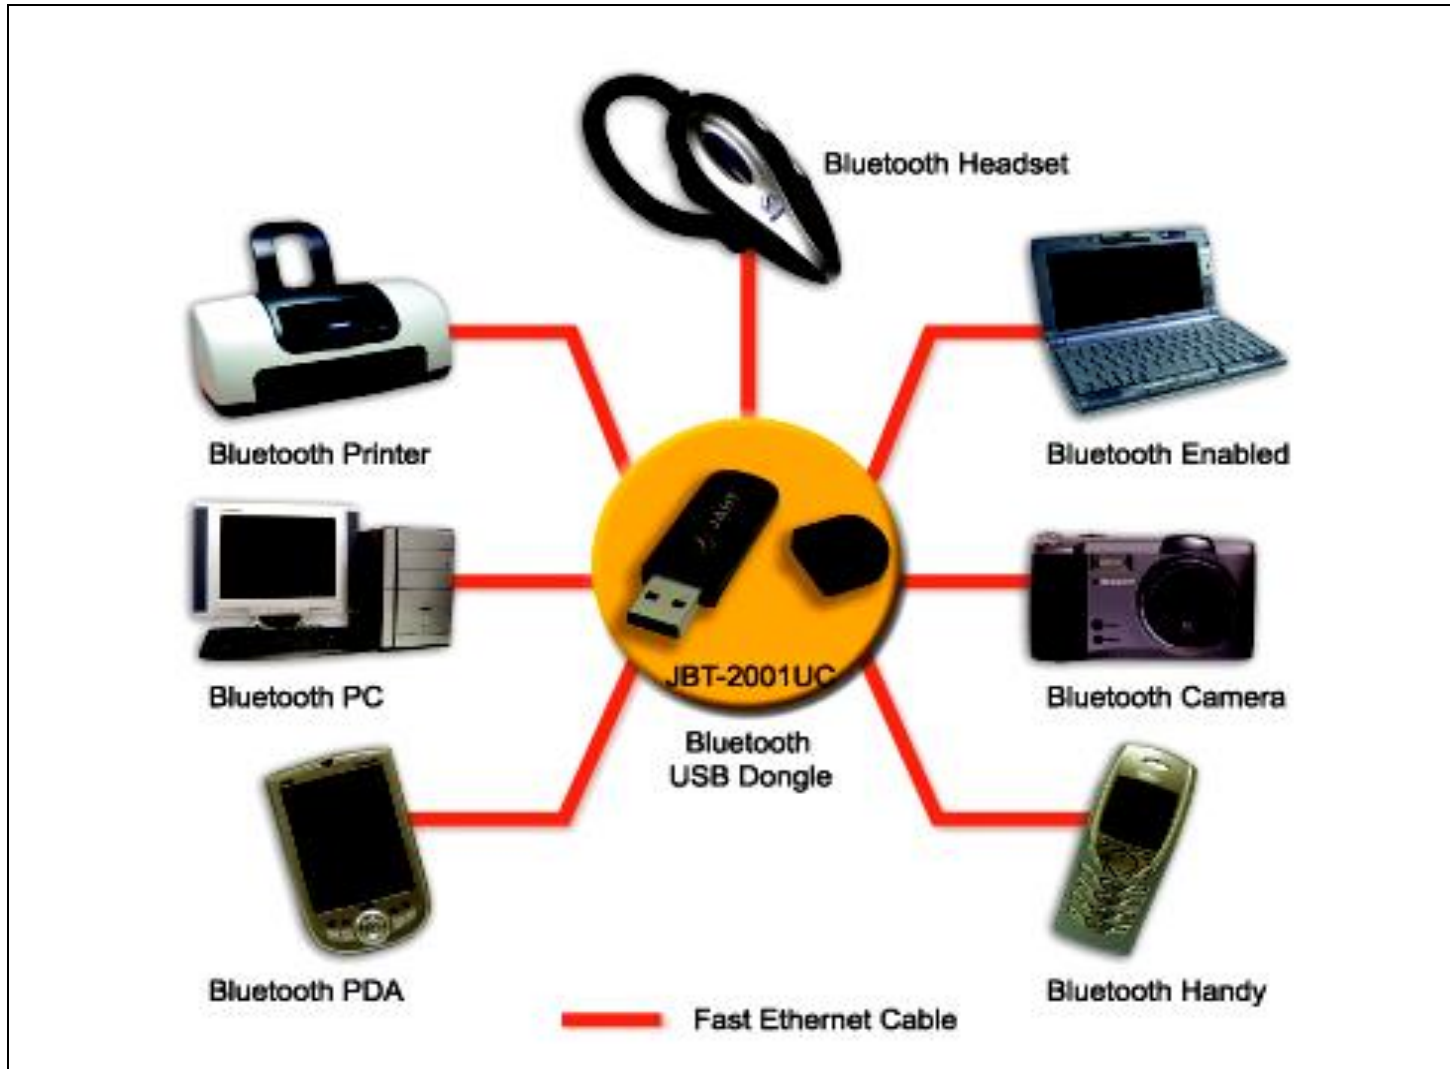 Bluetooth Headset
Bluetooth Printer
Bluetooth Enabled
Bluetooth PC
JBT-2001UC
Bluetooth Camera
Bluetooth
USB Dongle
Bluetooth PDA
Bluetooth Handy
Fast Ethernet Cable